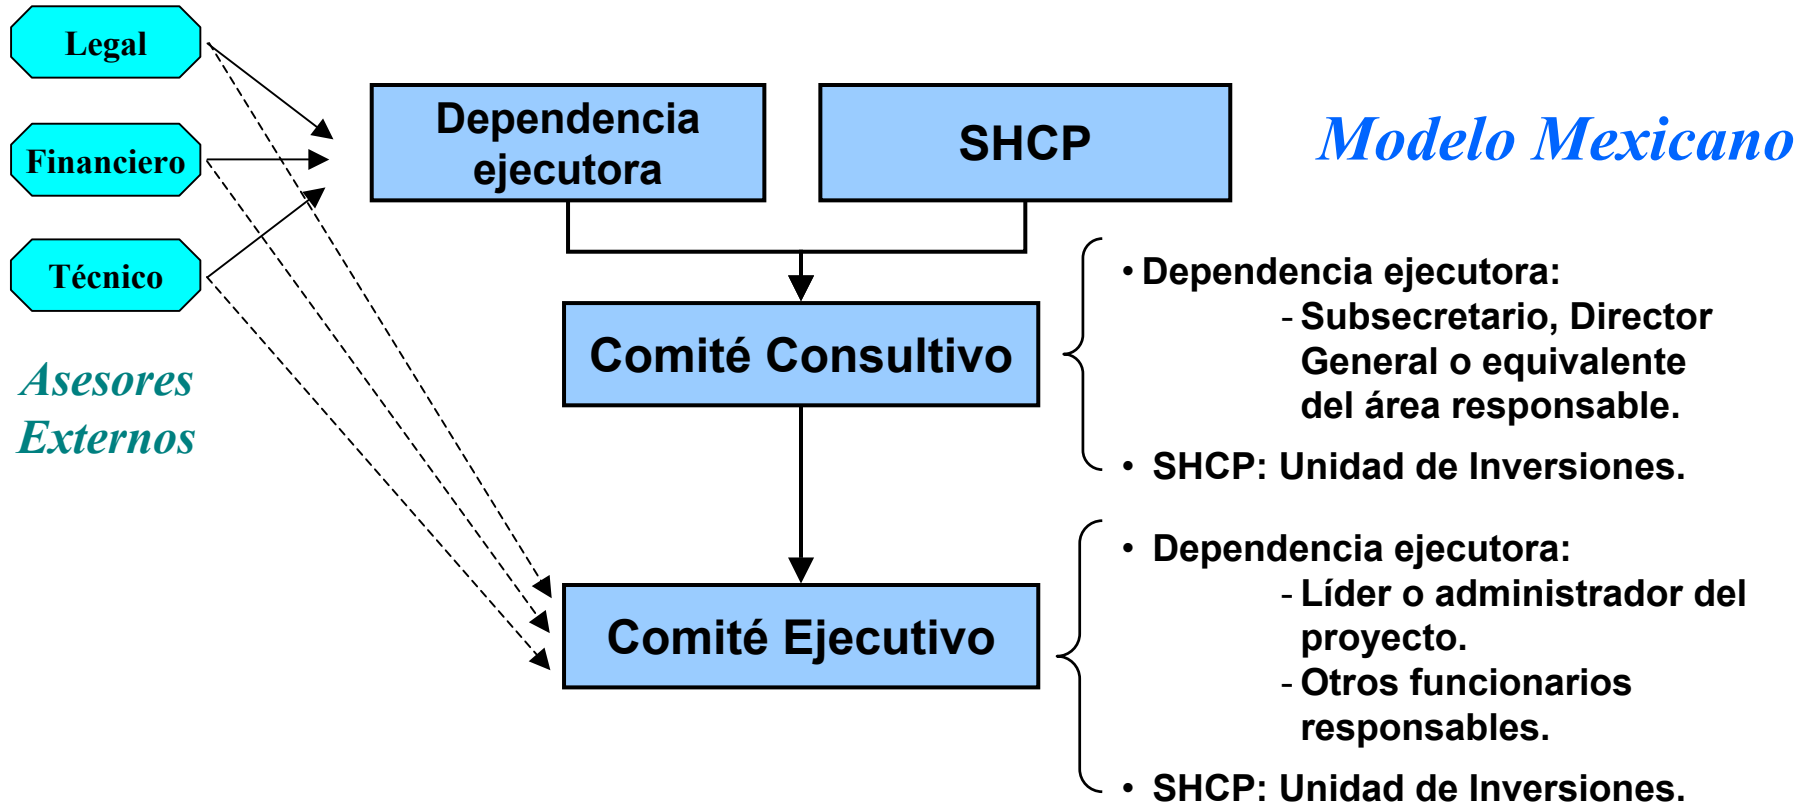 Legal
Financiero
Técnico
Asesores
Externos
Dependencia
ejecutora
SHCP
Modelo Mexicano
Comité Consultivo
• Dependencia ejecutora:
- Subsecretario, Director
General o equivalente
del área responsable.
• SHCP: Unidad de Inversiones.
Comité Ejecutivo
• Dependencia ejecutora:
- Líder o administrador del
proyecto.
- Otros funcionarios
responsables.
• SHCP: Unidad de Inversiones.